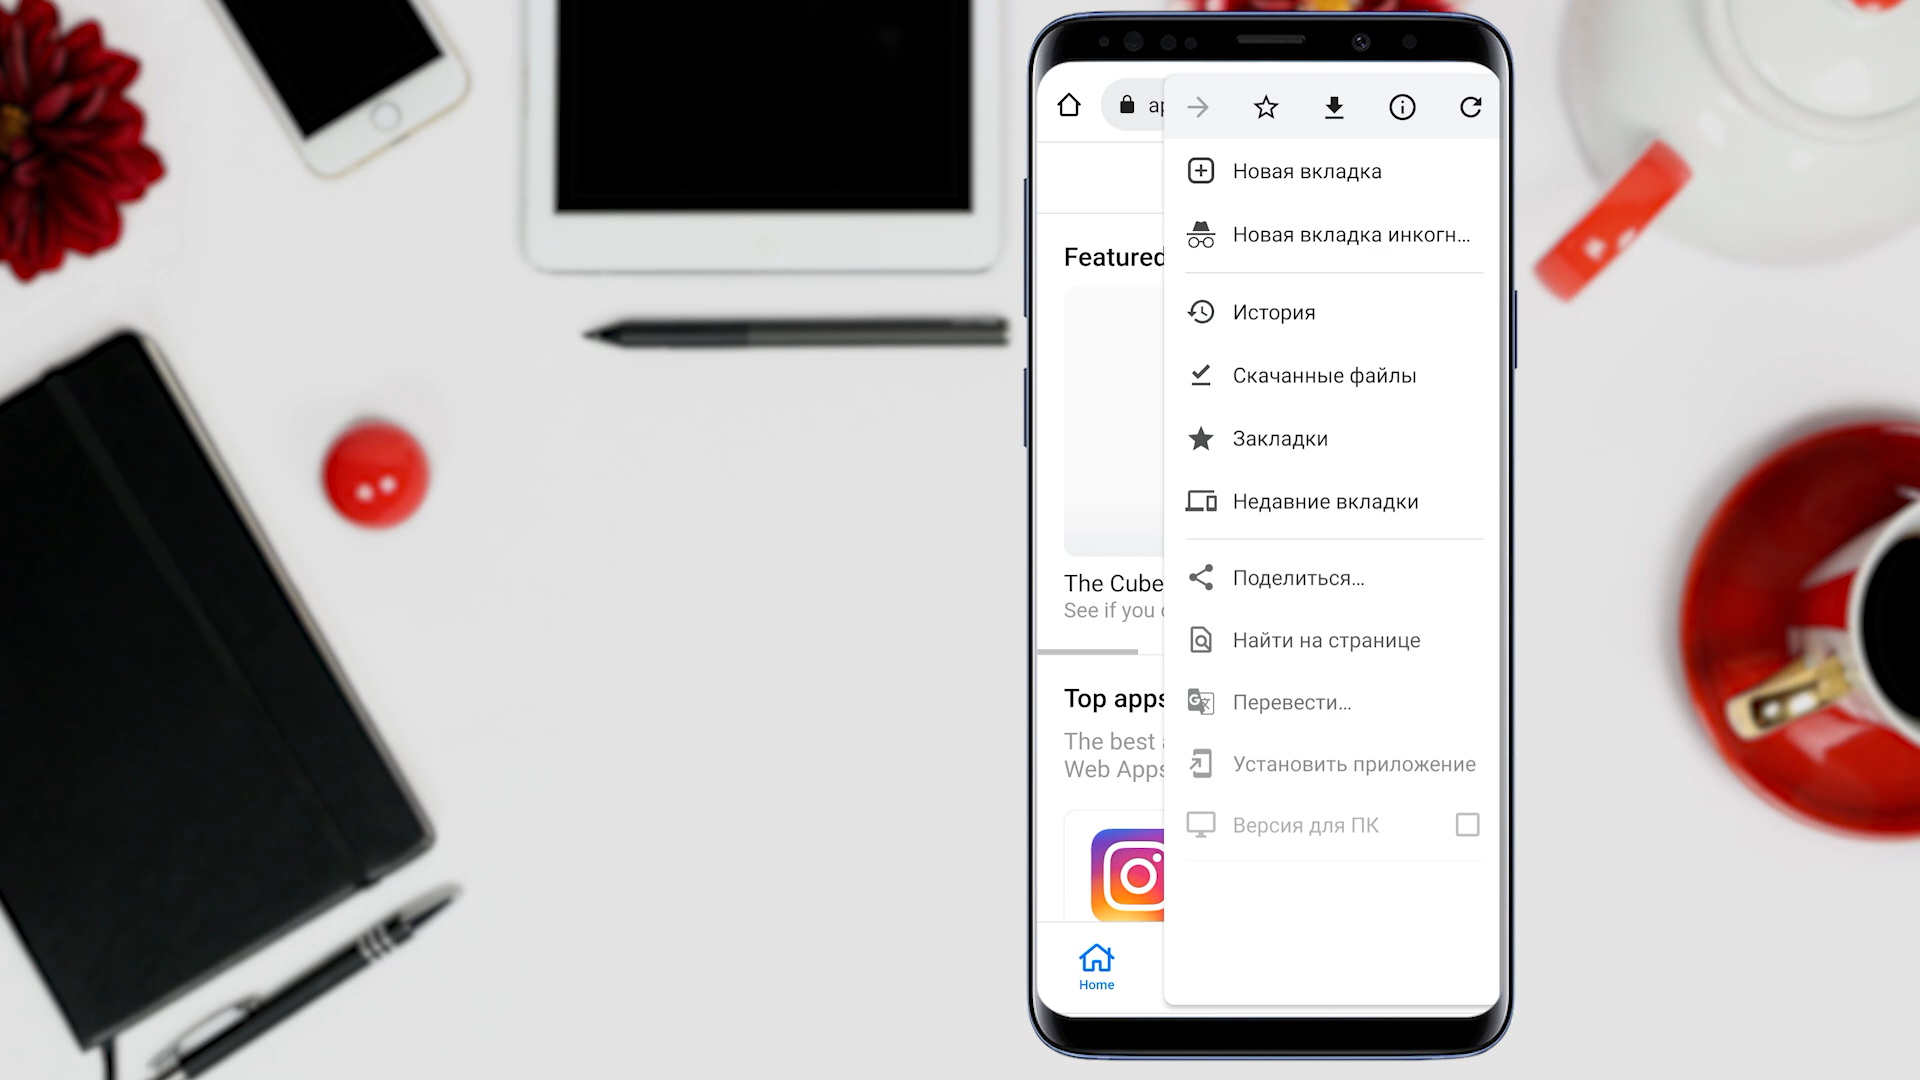 ap
Новая вкладка
Новая вкладка инкогн...
История
Скачанные файлы
Закладки
Недавние вкладки
Поделиться...
Найти на странице
Перевести...
Установить приложение
Версия для ПК
Featured
The Cube
See if you
Top apps
The best
Web Apps
Home